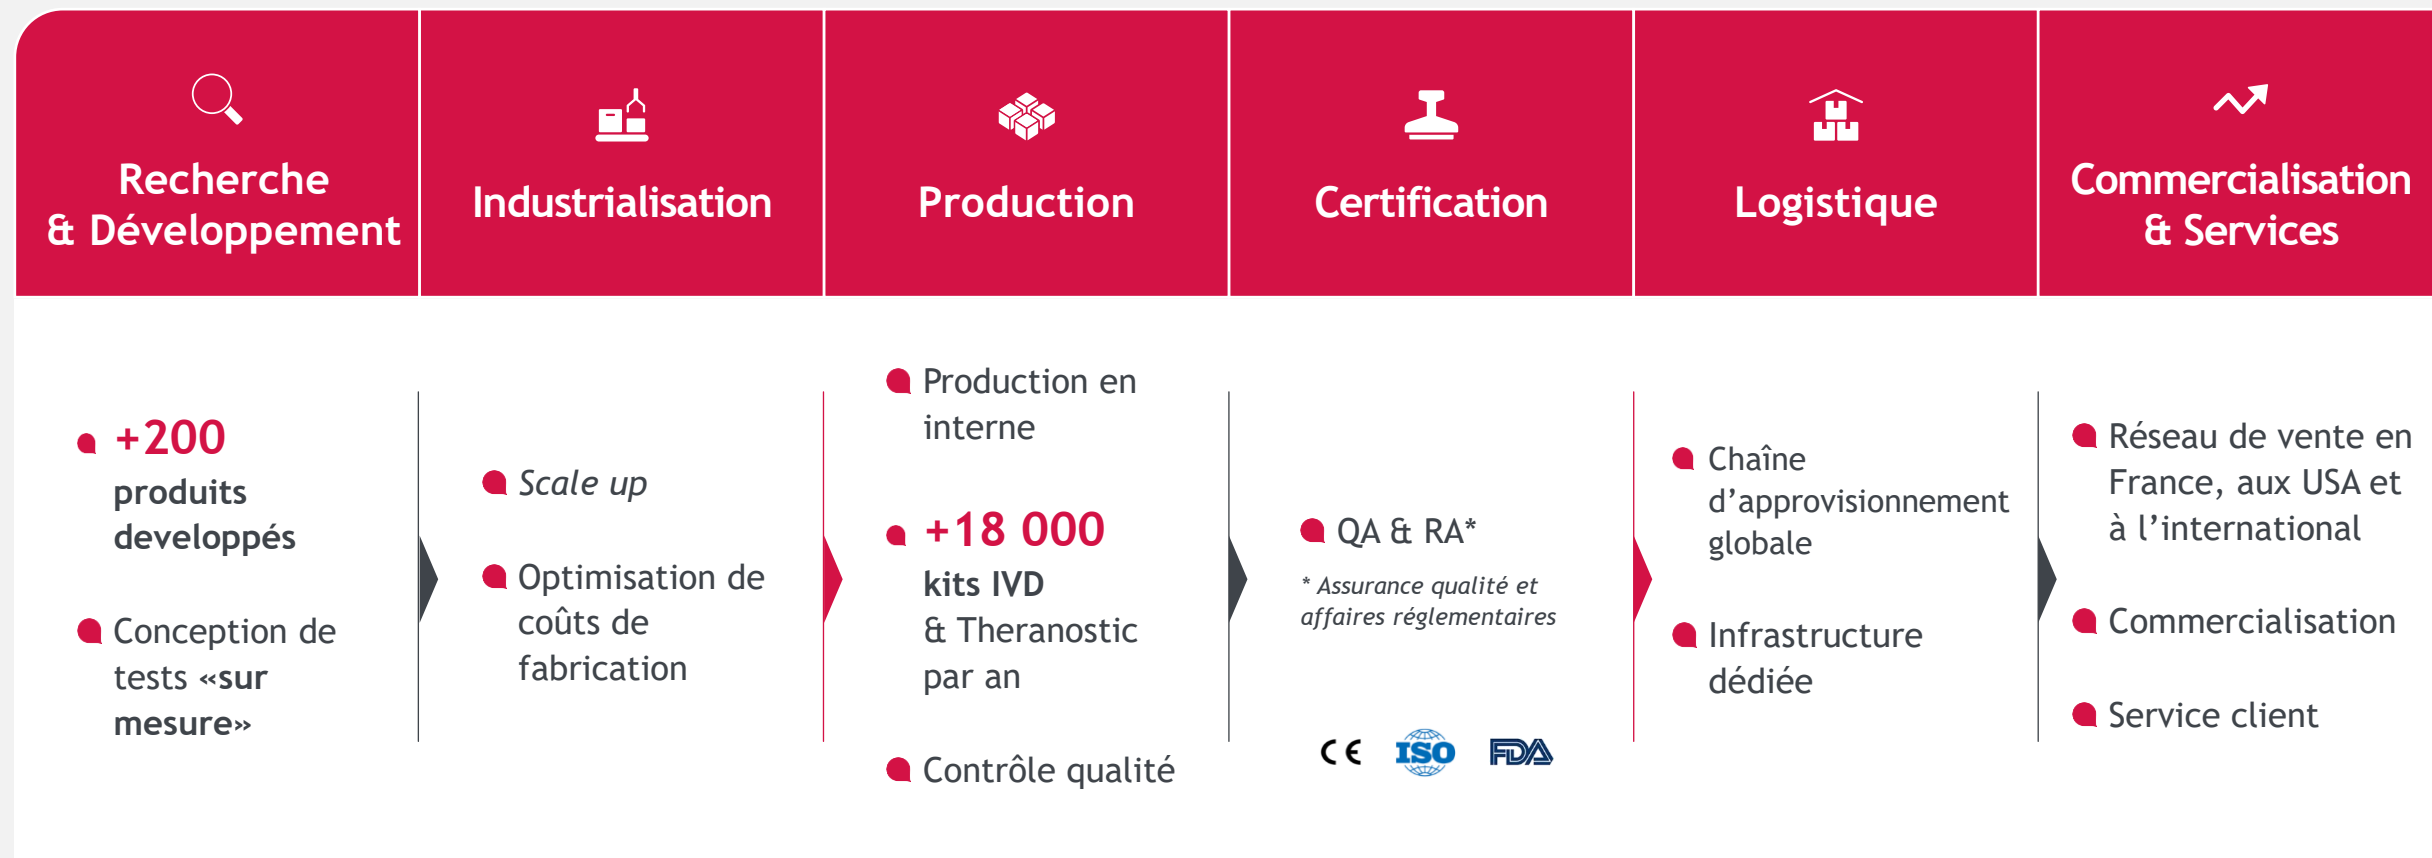 Recherche
& Développement
Industrialisation
Production
Certification
Logistique
Commercialisation
& Services
+200
produits
developpés
Conception de
tests «sur
mesure»
Scale up
Optimisation de
coûts de
fabrication
Production en
interne
+18 000
kits IVD
& Theranostic
par an
Contrôle qualité
QA & RA*
* Assurance qualité et
affaires réglementaires
CE ISO FDA
Chaîne
d’approvisionnement
globale
Infrastructure
dédiée
Réseau de vente en
France, aux USA et
à l’international
Commercialisation
Service client